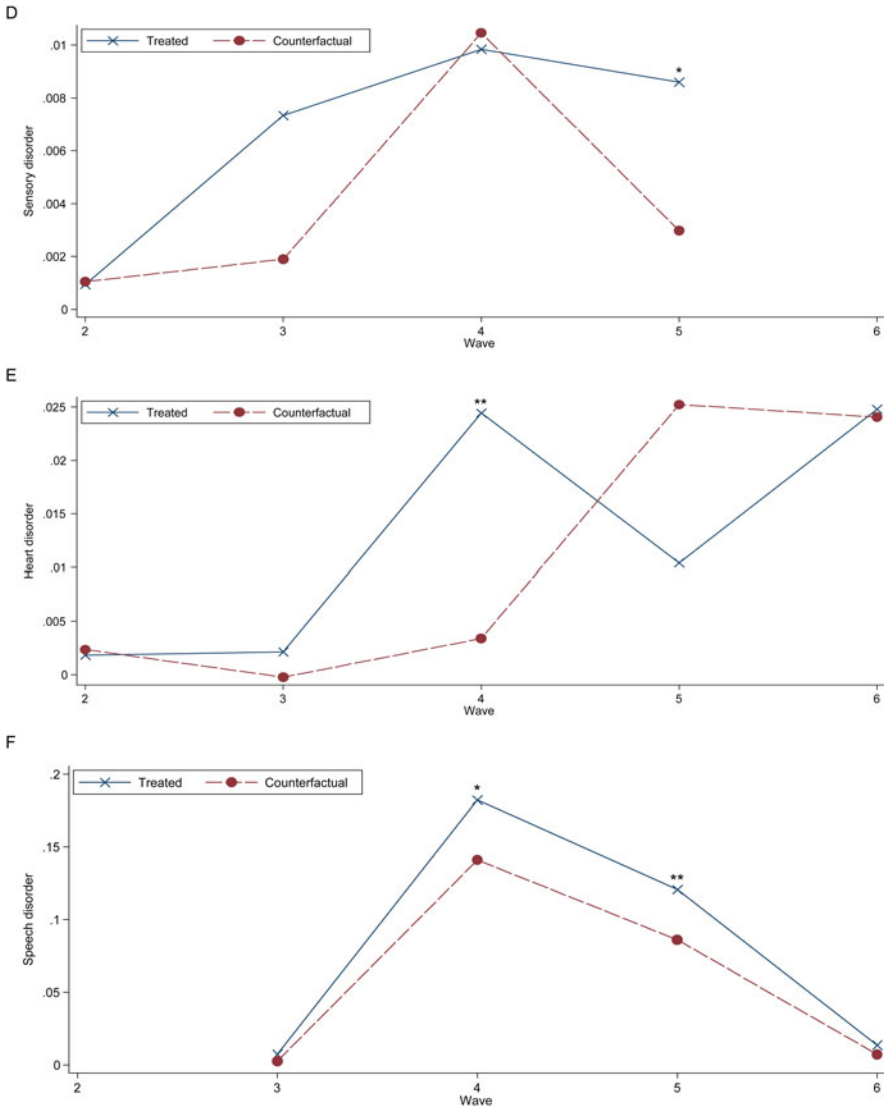 D
Treated Counterfactual
.01
.008
.006
.004
.002
0
Sensory disorder
*
2 3 4 5 6
Wave
E
Treated Counterfactual
.025
.02
.015
.01
.005
0
Heart disorder
**
2 3 4 5 6
Wave
F
Treated Counterfactual
.2
.15
.1
.05
0
Speech disorder
*
**
2 3 4 5 6
Wave